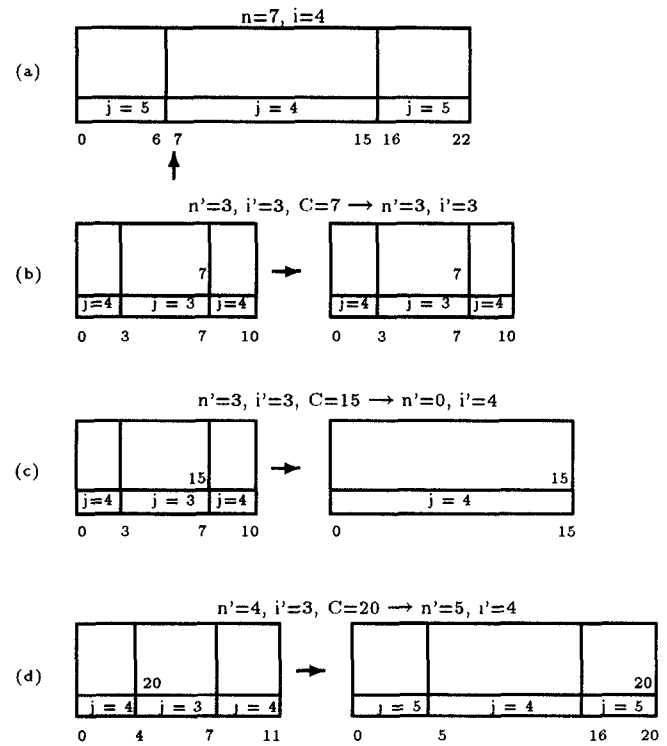 n=7, i=4
(a)
j = 5 j = 4 j = 5
0 6 7 15 16 22
n'=3, i'=3, C=7 → n'=3, i'=3
(b)
7 7
j=4 j = 3 j=4 j=4 j = 3 j=4
0 3 7 10 0 3 7 10
n'=3, i'=3, C=15 → n'=0, i'=4
(c)
15 15
j=4 j = 3 j=4 j = 4
0 3 7 10 0 15
n'=4, i'=3, C=20 → n'=5, i'=4
(d)
20 20
j = 4 j = 3 j = 4 j = 5 j = 4 j = 5
0 4 7 11 0 5 16 20